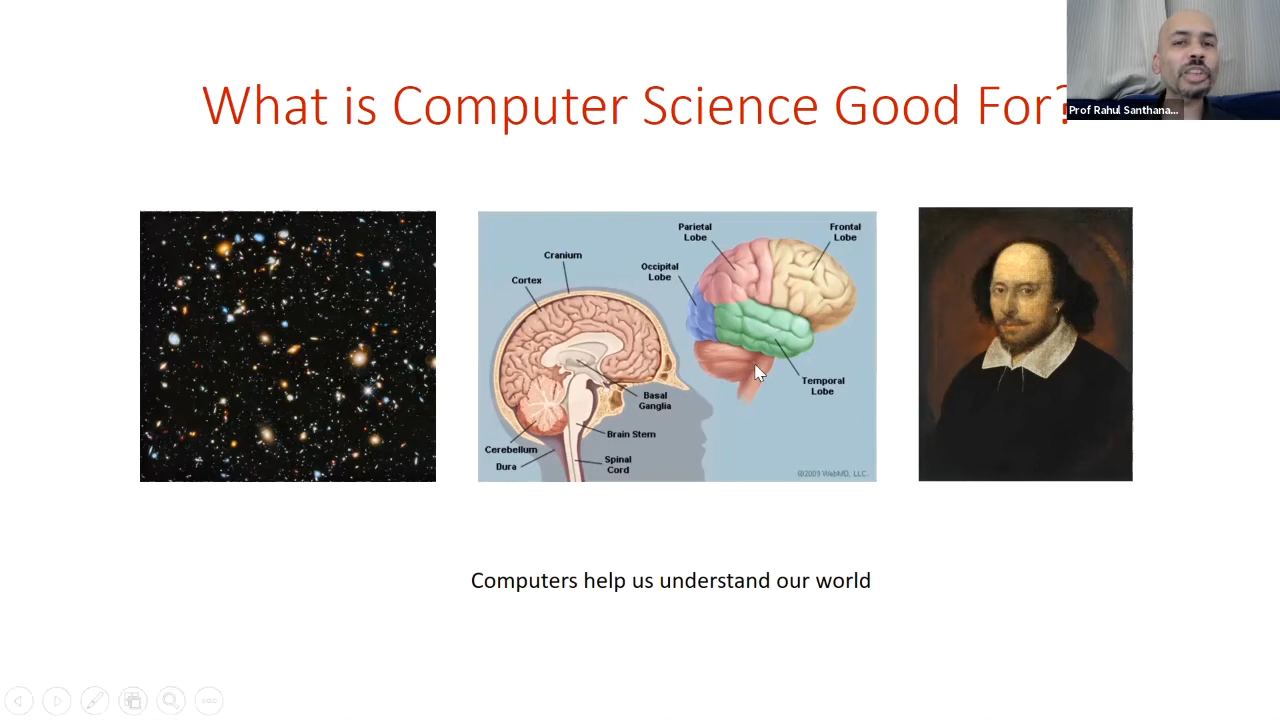 What is Computer Science Good For?
Prof Rahul Santhana...
Cranium
Cortex
Basal
Ganglia
Brain Stem
Spinal
Cord
Cerebellum
Dura
Parietal
Lobe
Frontal
Lobe
Occipital
Lobe
Temporal
Lobe
©2009 WebMD, LLC.
Computers help us understand our world